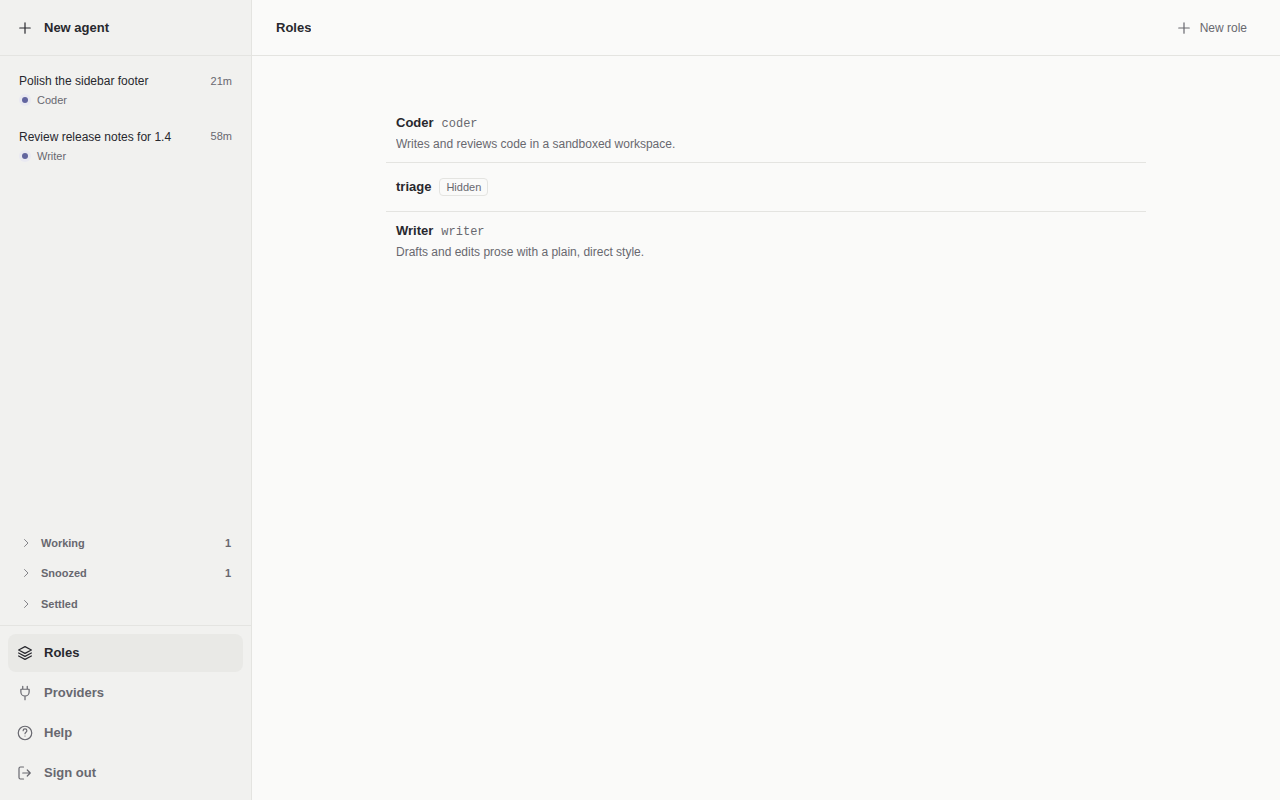 New agent
Polish the sidebar footer 21m
Coder
Review release notes for 1.4 58m
Writer
Working 1
Snoozed 1
Settled
Roles
Providers
Help
Sign out
Roles
New role
Coder coder
Writes and reviews code in a sandboxed workspace.
triage Hidden
Writer writer
Drafts and edits prose with a plain, direct style.